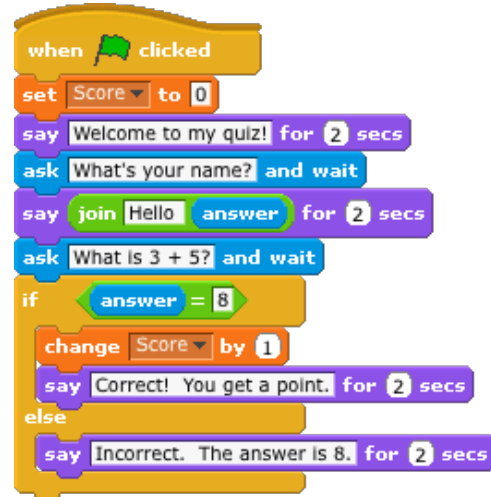 when clicked
set Score to 0
say Welcome to my quiz! for 2 secs
ask What's your name? and wait
say join Hello answer for 2 secs
ask What is 3 + 5? and wait
if answer = 8
change Score by 1
say Correct! You get a point. for 2 secs
else
say Incorrect. The answer is 8. for 2 secs